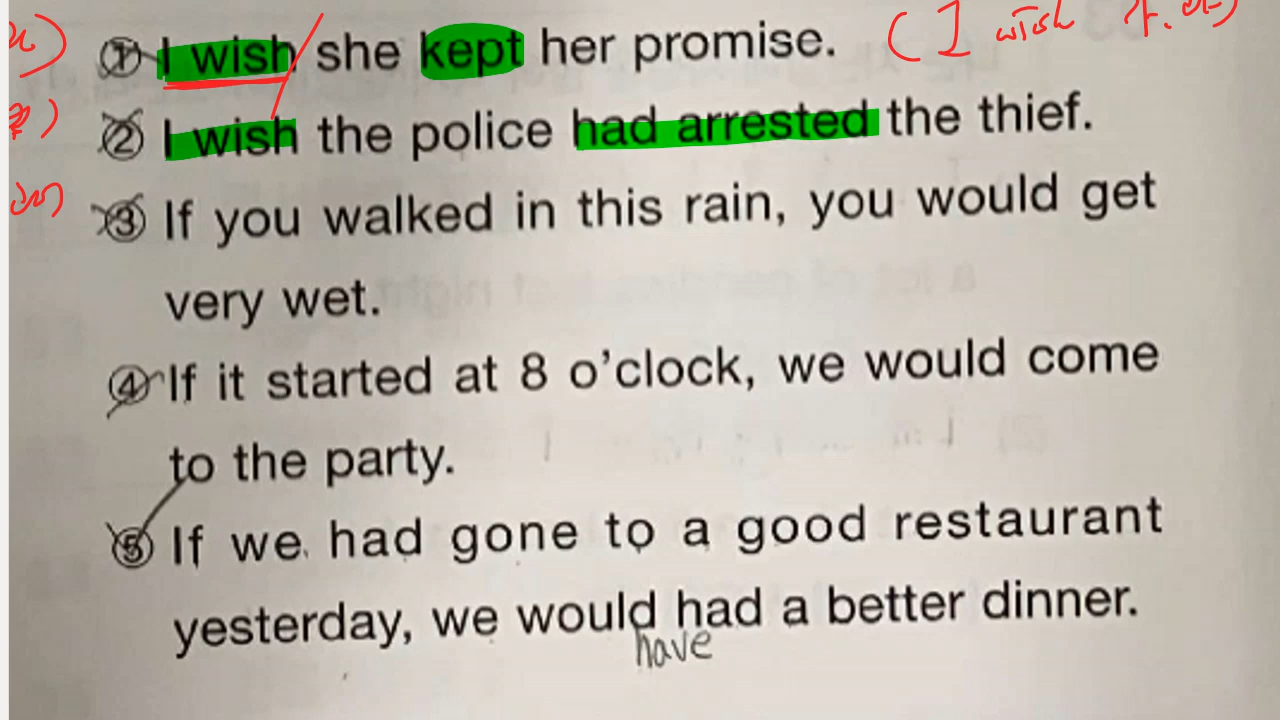 ① I wish she kept her promise. (I wish
② I wish the police had arrested the thief.
③ If you walked in this rain, you would get
very wet.
④ If it started at 8 o'clock, we would come
to the party.
⑤ If we had gone to a good restaurant
yesterday, we would had a better dinner.
have